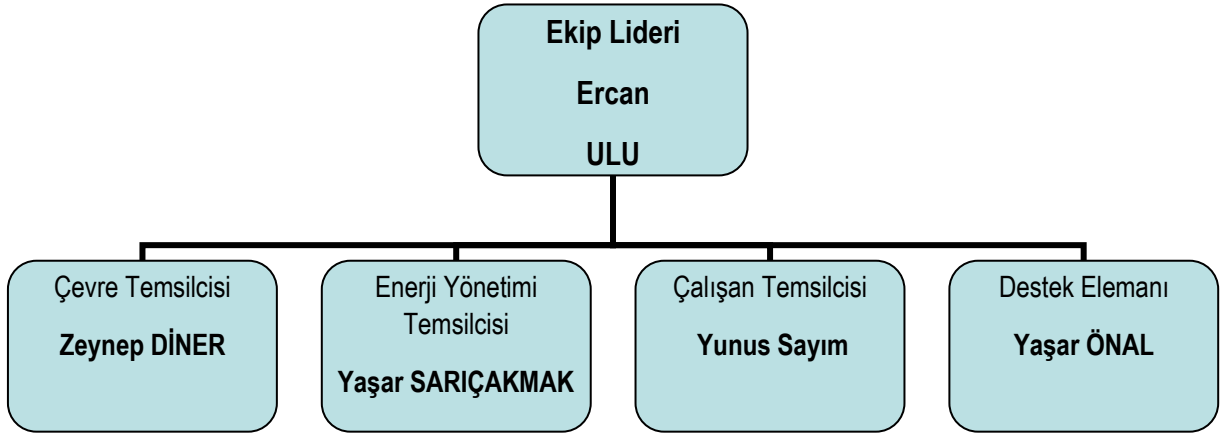 Ekip Lideri
Ercan
ULU
Çevre Temsilcisi
Zeynep DİNER
Enerji Yönetimi
Temsilcisi
Yaşar SARIÇAKMAK
Çalışan Temsilcisi
Yunus Sayım
Destek Elemanı
Yaşar ÖNAL